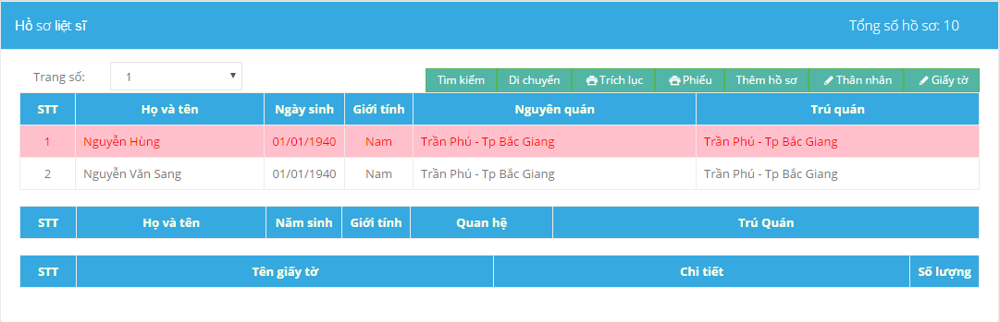 Hồ sơ liệt sĩ Tổng số hồ sơ: 10
Trang số: 1 Tìm kiếm Di chuyển Trích lục Phiếu Thêm hồ sơ Thân nhân Giấy tờ
STT Họ và tên Ngày sinh Giới tính Nguyên quán Trú quán
1 Nguyễn Hùng 01/01/1940 Nam Trần Phú - Tp Bắc Giang Trần Phú - Tp Bắc Giang
2 Nguyễn Văn Sang 01/01/1940 Nam Trần Phú - Tp Bắc Giang Trần Phú - Tp Bắc Giang
STT Họ và tên Năm sinh Giới tính Quan hệ Trú Quán
STT Tên giấy tờ Chi tiết Số lượng